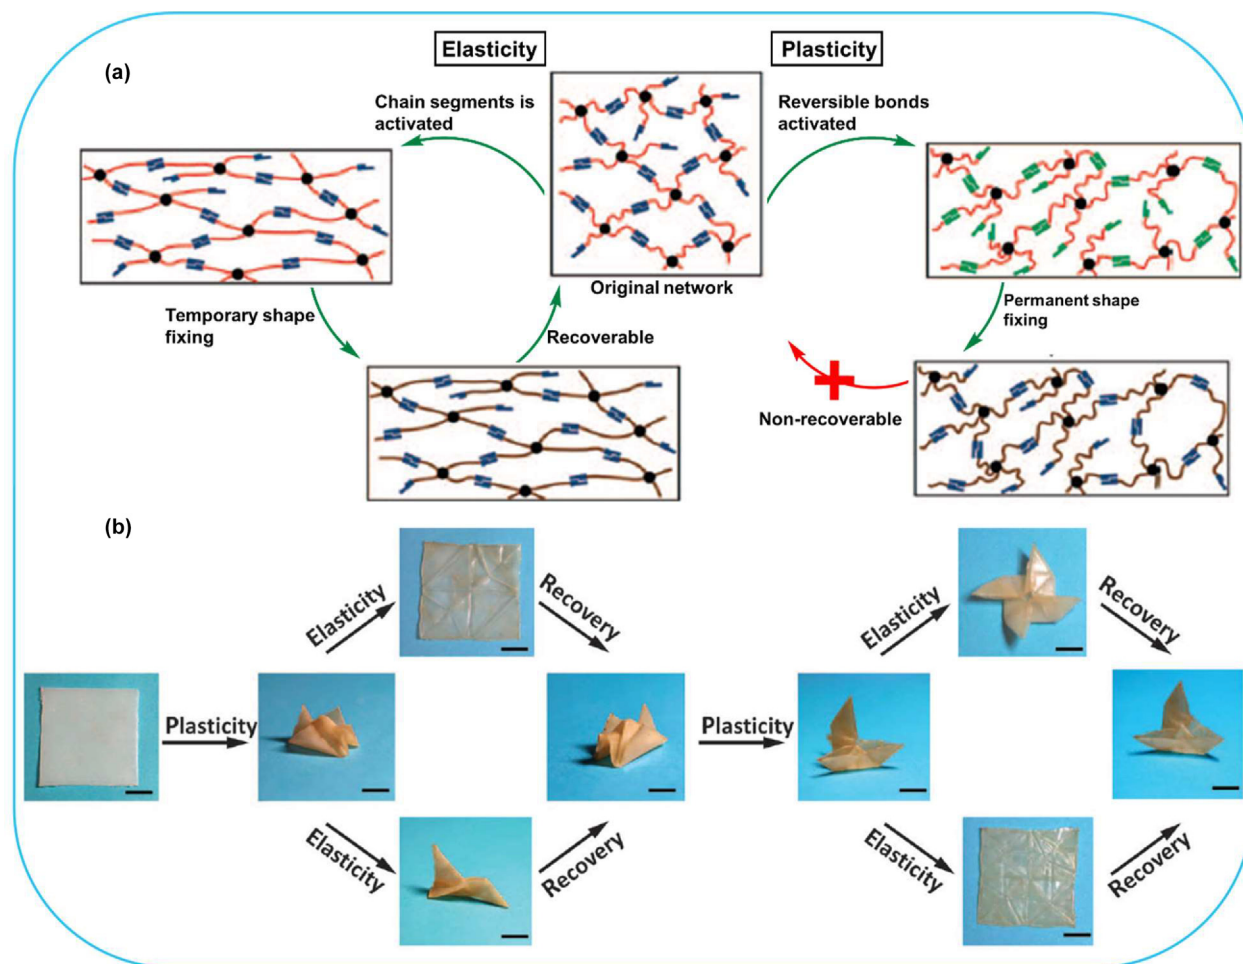 (a)
Elasticity
Plasticity
Chain segments is
activated
Reversible bonds
activated
Original network
Temporary shape
fixing
Recoverable
Permanent shape
fixing
Non-recoverable
(b)
Elasticity
Recovery
Elasticity
Recovery
Plasticity
Plasticity
Elasticity
Recovery
Elasticity
Recovery